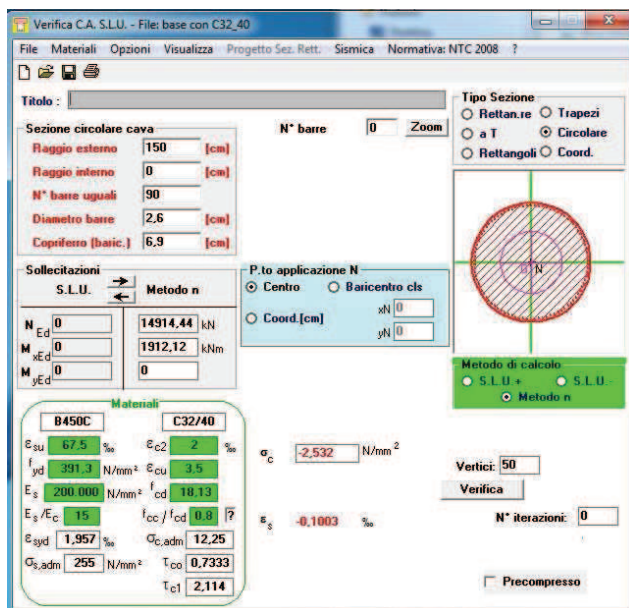 Verifica C.A. S.L.U. - File: base con C32_40
File Materiali Opzioni Visualizza Progetto Sez. Rett. Sismica Normativa: NTC 2008 ?
Titolo :
Tipo Sezione
Rettan.re Trapezi
a T Circolare
Rettangoli Coord.
Sezione circolare cava
Raggio esterno 150 [cm]
Raggio interno 0 [cm]
N° barre uguali 90
Diametro barre 2,6 [cm]
Copriferro (baric.) 6,9 [cm]
N° barre 0 Zoom
G N
Sollecitazioni
S.L.U. Metodo n
N Ed 0 14914,44 kN
M xEd 0 1912,12 kNm
M yEd 0 0
P.to applicazione N
Centro Baricentro cls
Coord.[cm] xN 0
yN 0
Metodo di calcolo
S.L.U.+ S.L.U.-
Metodo n
Materiali
B450C C32/40
εsu 67,5 ‰ εc2 2 ‰
fyd 391,3 N/mm² εcu 3,5
Es 200.000 N/mm² fcd 18,13
Es/Ec 15 fcc / fcd 0,8 ?
εsyd 1,957 ‰ σc,adm 12,25
σs,adm 255 N/mm² τco 0,7333
τc1 2,114
σc -2,532 N/mm²
εs -0,1003 ‰
Vertici: 50
Verifica
N° iterazioni: 0
Precompresso